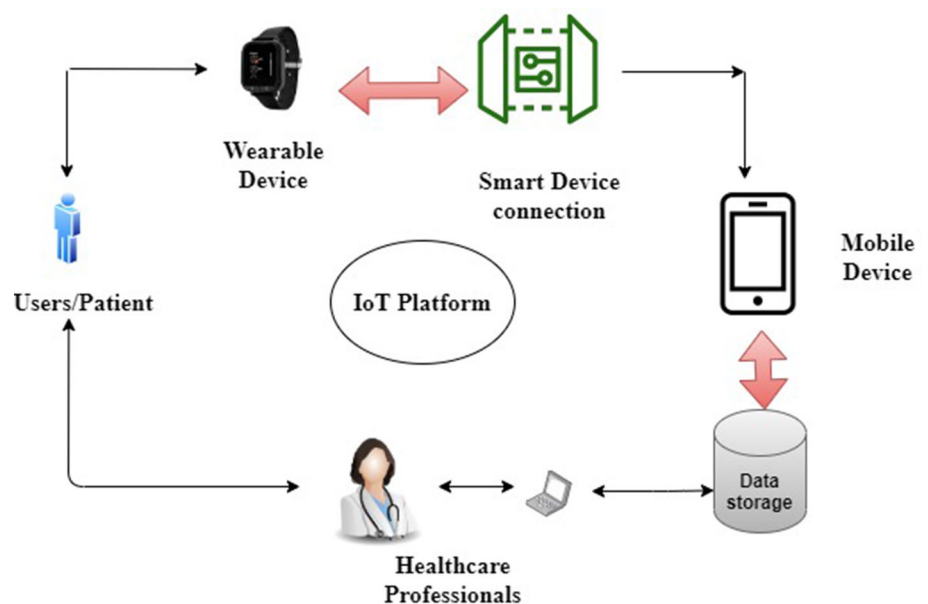 Wearable
Device
Smart Device
connection
Mobile
Device
Users/Patient
IoT Platform
Data
storage
Healthcare
Professionals